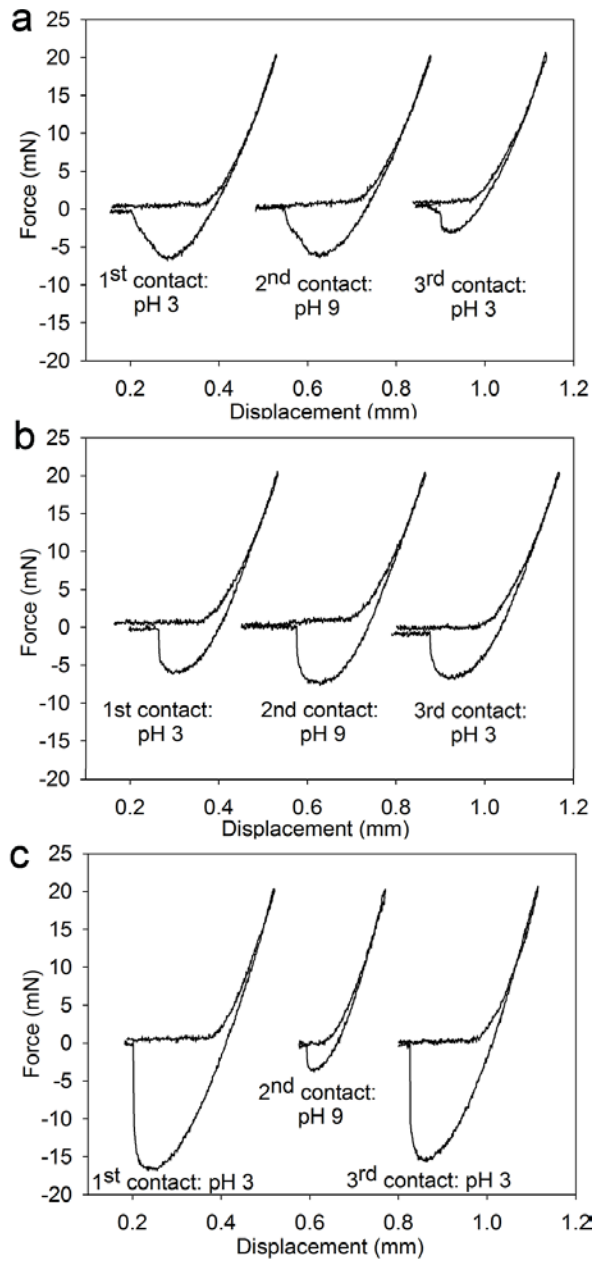 a
25
20
15
10
5
0
-5
-10
-15
-20
Force (mN)
1st contact:
pH 3
2nd contact:
pH 9
3rd contact:
pH 3
0.2 0.4 0.6 0.8 1.0 1.2
Displacement (mm)
b
25
20
15
10
5
0
-5
-10
-15
-20
Force (mN)
1st contact:
pH 3
2nd contact:
pH 9
3rd contact:
pH 3
0.2 0.4 0.6 0.8 1.0 1.2
Displacement (mm)
c
25
20
15
10
5
0
-5
-10
-15
-20
Force (mN)
2nd contact:
pH 9
1st contact: pH 3
3rd contact: pH 3
0.2 0.4 0.6 0.8 1.0 1.2
Displacement (mm)